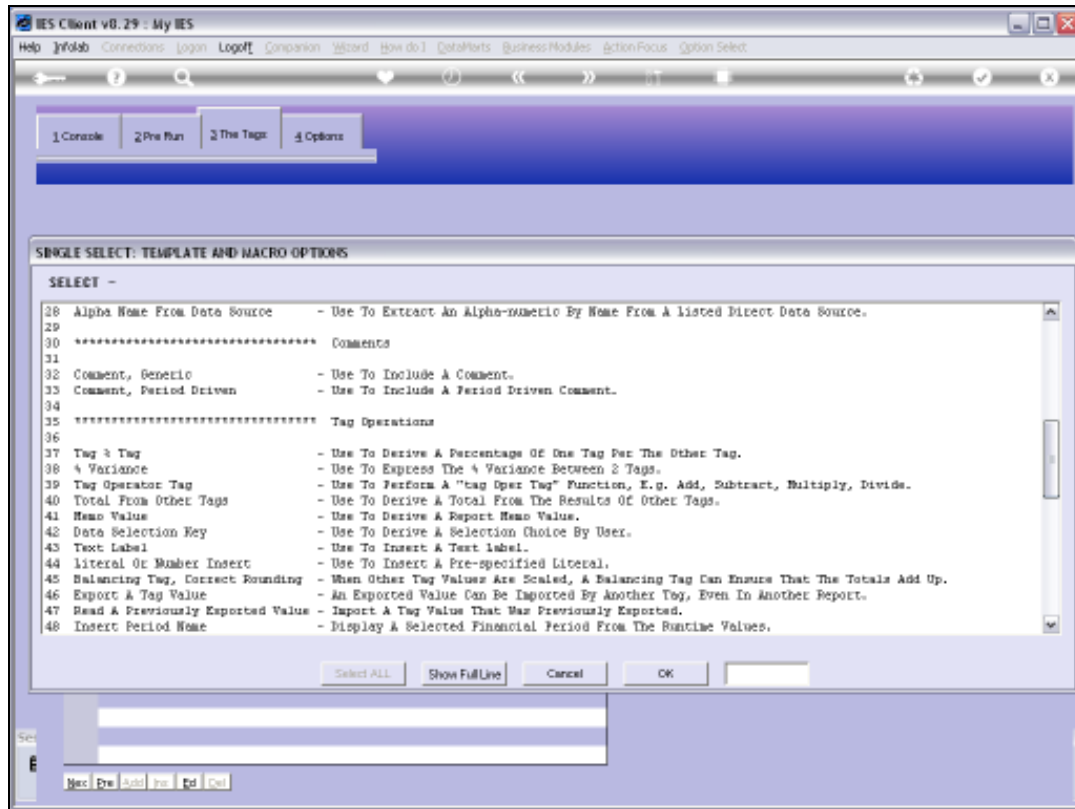 IES Client v8.29 : My IES
Help Infolab Connections Logon Logoff Companion Wizard How do I DataMarts Business Modules Action Focus Option Select
1 Console 2 Pre Run 3 The Tags 4 Options
SINGLE SELECT: TEMPLATE AND MACRO OPTIONS
SELECT -
28 Alpha Name From Data Source - Use To Extract An Alpha-numeric By Name From A Listed Direct Data Source.
29
30 ******************************** Comments
31
32 Comment, Generic - Use To Include A Comment.
33 Comment, Period Driven - Use To Include A Period Driven Comment.
34
35 ******************************** Tag Operations
36
37 Tag % Tag - Use To Derive A Percentage Of One Tag Per The Other Tag.
38 % Variance - Use To Express The % Variance Between 2 Tags.
39 Tag Operator Tag - Use To Perform A "tag Oper Tag" Function, E.g. Add, Subtract, Multiply, Divide.
40 Total From Other Tags - Use To Derive A Total From The Results Of Other Tags.
41 Memo Value - Use To Derive A Report Memo Value.
42 Data Selection Key - Use To Derive A Selection Choice By User.
43 Text Label - Use To Insert A Text Label.
44 Literal Or Number Insert - Use To Insert A Pre-specified Literal.
45 Balancing Tag, Correct Rounding - When Other Tag Values Are Scaled, A Balancing Tag Can Ensure That The Totals Add Up.
46 Export A Tag Value - An Exported Value Can Be Imported By Another Tag, Even In Another Report.
47 Read A Previously Exported Value - Import A Tag Value That Was Previously Exported.
48 Insert Period Name - Display A Selected Financial Period From The Runtime Values.
Select ALL Show Full Line Cancel OK
Nex Pre Add Ins Ed Del